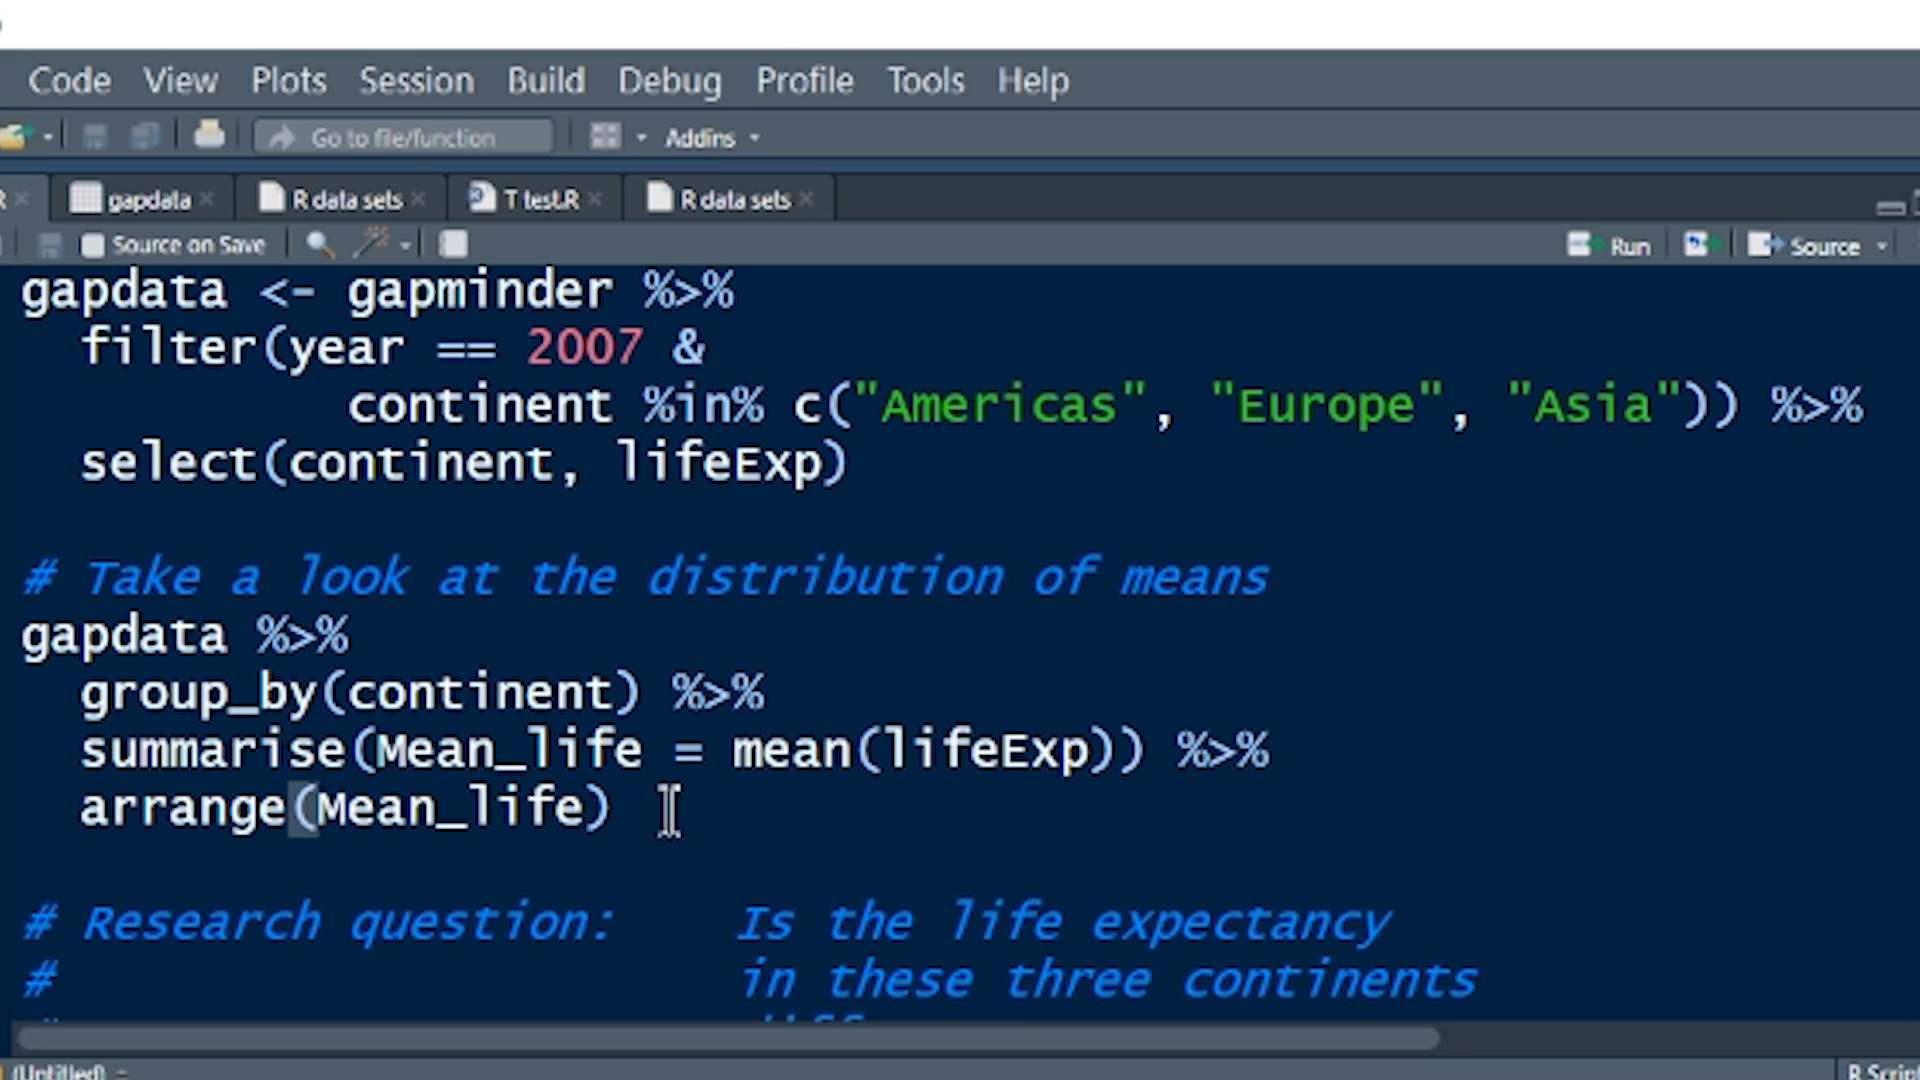 Code View Plots Session Build Debug Profile Tools Help
Go to file/function Addins
R gapdata R data sets T test.R R data sets
Source on Save Run Source
gapdata <- gapminder %>%
filter(year == 2007 &
continent %in% c("Americas", "Europe", "Asia")) %>%
select(continent, lifeExp)
# Take a look at the distribution of means
gapdata %>%
group_by(continent) %>%
summarise(Mean_life = mean(lifeExp)) %>%
arrange(Mean_life)
# Research question: Is the life expectancy
# in these three continents
(Untitled) R Script